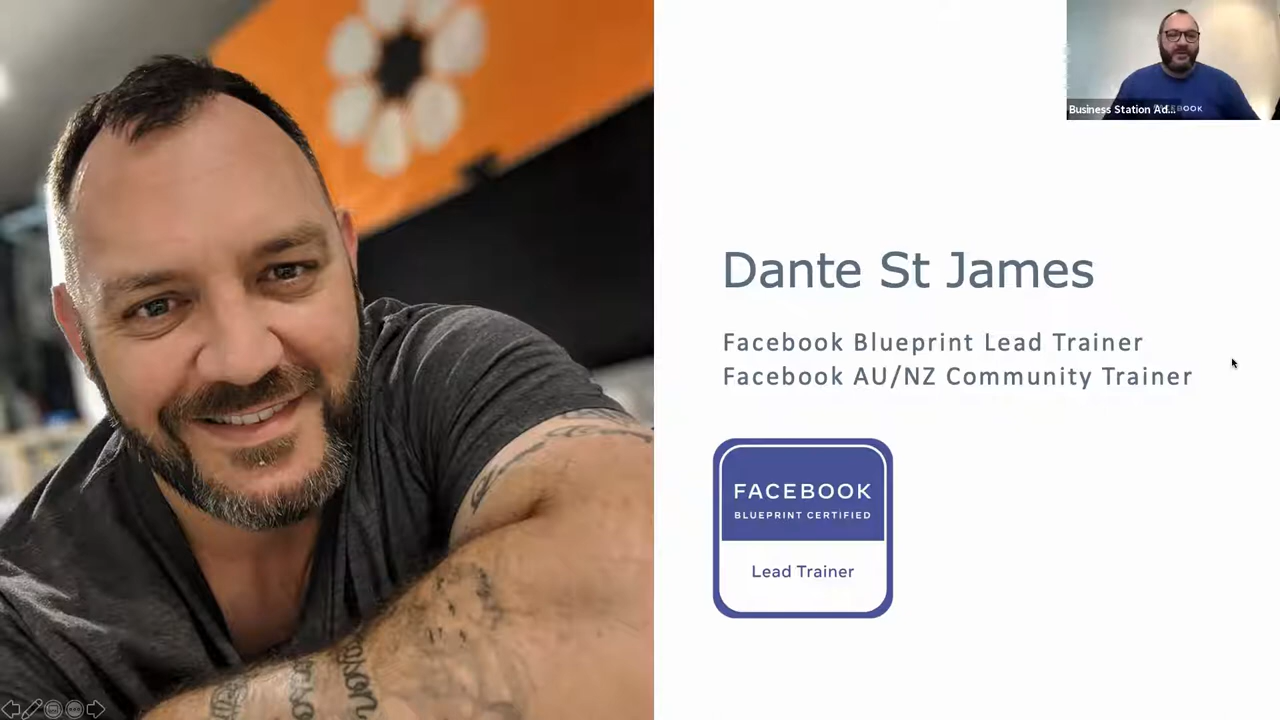 Business Station Ad...
FACEBOOK
Dante St James
Facebook Blueprint Lead Trainer
Facebook AU/NZ Community Trainer
FACEBOOK
BLUEPRINT CERTIFIED
Lead Trainer